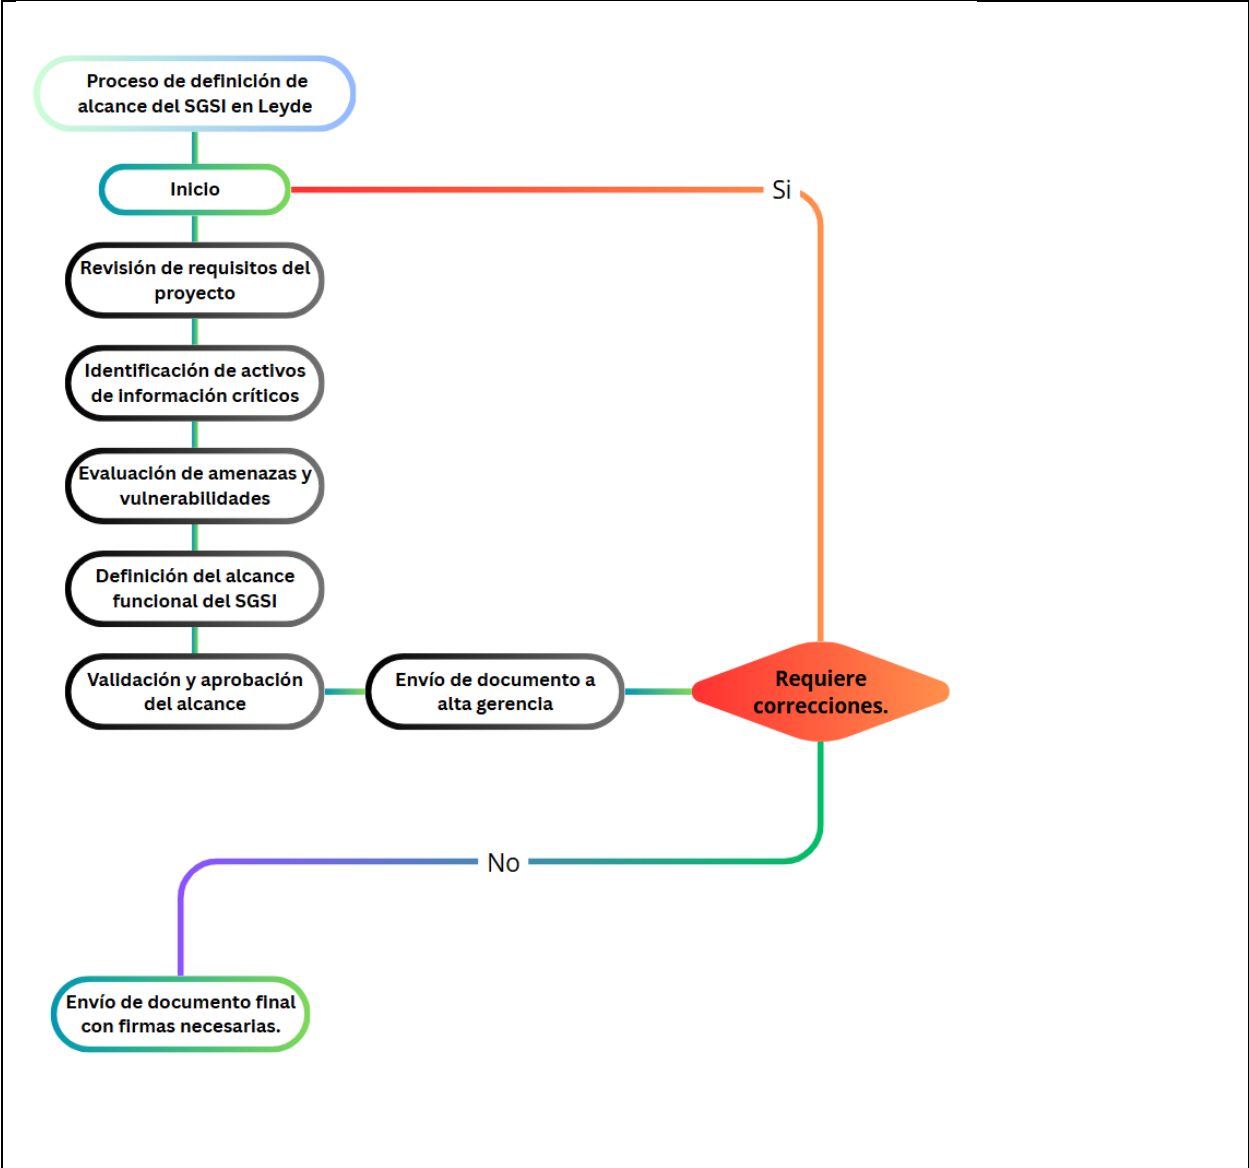 Proceso de definición de
alcance del SGSI en Leyde
Inicio
Si
Revisión de requisitos del
proyecto
Identificación de activos
de información críticos
Evaluación de amenazas y
vulnerabilidades
Definición del alcance
funcional del SGSI
Validación y aprobación
del alcance
Envío de documento a
alta gerencia
Requiere
correcciones.
No
Envío de documento final
con firmas necesarias.